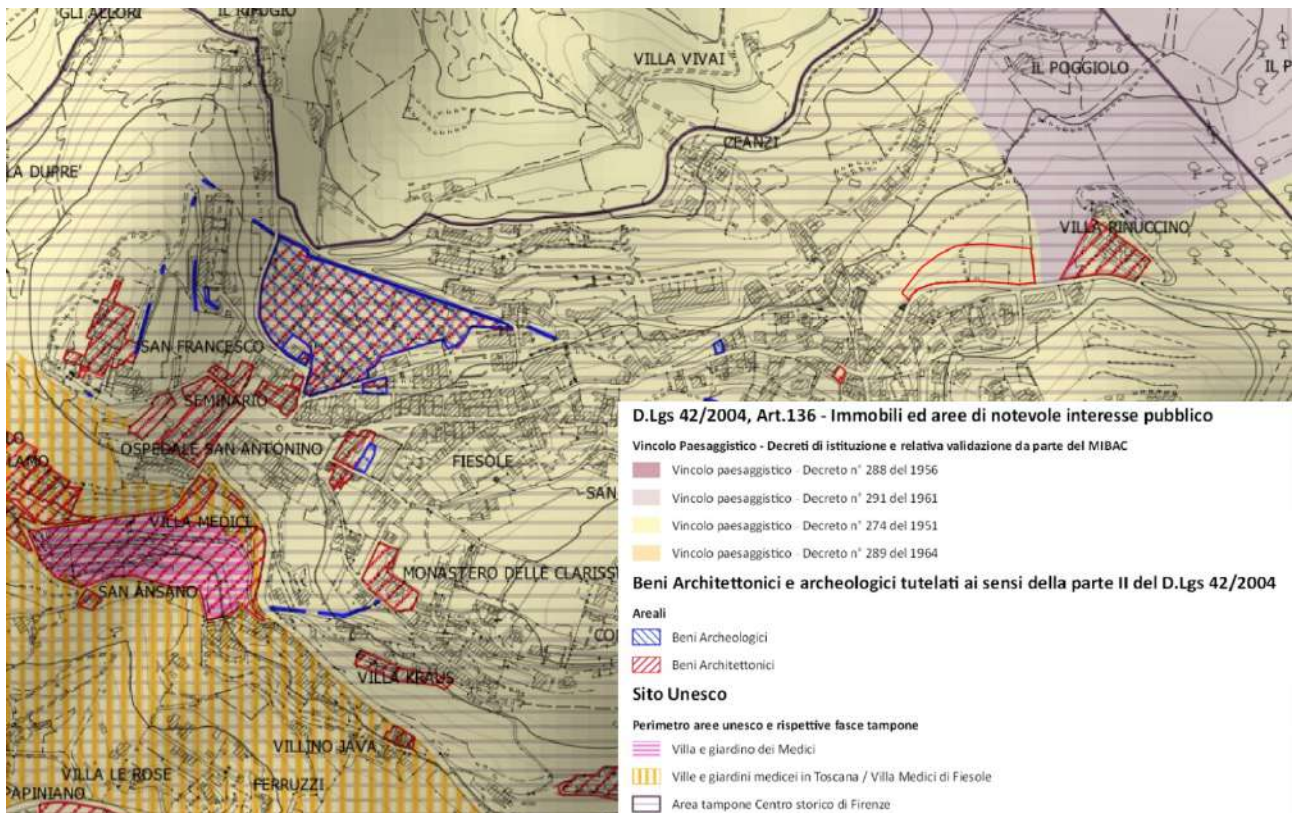 GLI ALLORI
IL RIFUGIO
VILLA VIVAI
IL POGGIOLO
IL P
LA DUPRE'
VILLA RINUCCINO
SAN FRANCESCO
SEMINARIO
OSPEDALE SAN ANTONINO
FIESOLE
SAN
LAMO
VILLA MEDICI
MONASTERO DELLE CLARISS
SAN ANSANO
CO
VILLA KRAUS
VILLINO JAVA
VILLA LE ROSE
FERRUZZI
PAPINIANO
D.Lgs 42/2004, Art.136 - Immobili ed aree di notevole interesse pubblico
Vincolo Paesaggistico - Decreti di istituzione e relativa validazione da parte del MIBAC
Vincolo paesaggistico - Decreto n° 288 del 1956
Vincolo paesaggistico - Decreto n° 291 del 1961
Vincolo paesaggistico - Decreto n° 274 del 1951
Vincolo paesaggistico - Decreto n° 289 del 1964
Beni Architettonici e archeologici tutelati ai sensi della parte II del D.Lgs 42/2004
Areali
Beni Archeologici
Beni Architettonici
Sito Unesco
Perimetro aree unesco e rispettive fasce tampone
Villa e giardino dei Medici
Ville e giardini medicei in Toscana / Villa Medici di Fiesole
Area tampone Centro storico di Firenze